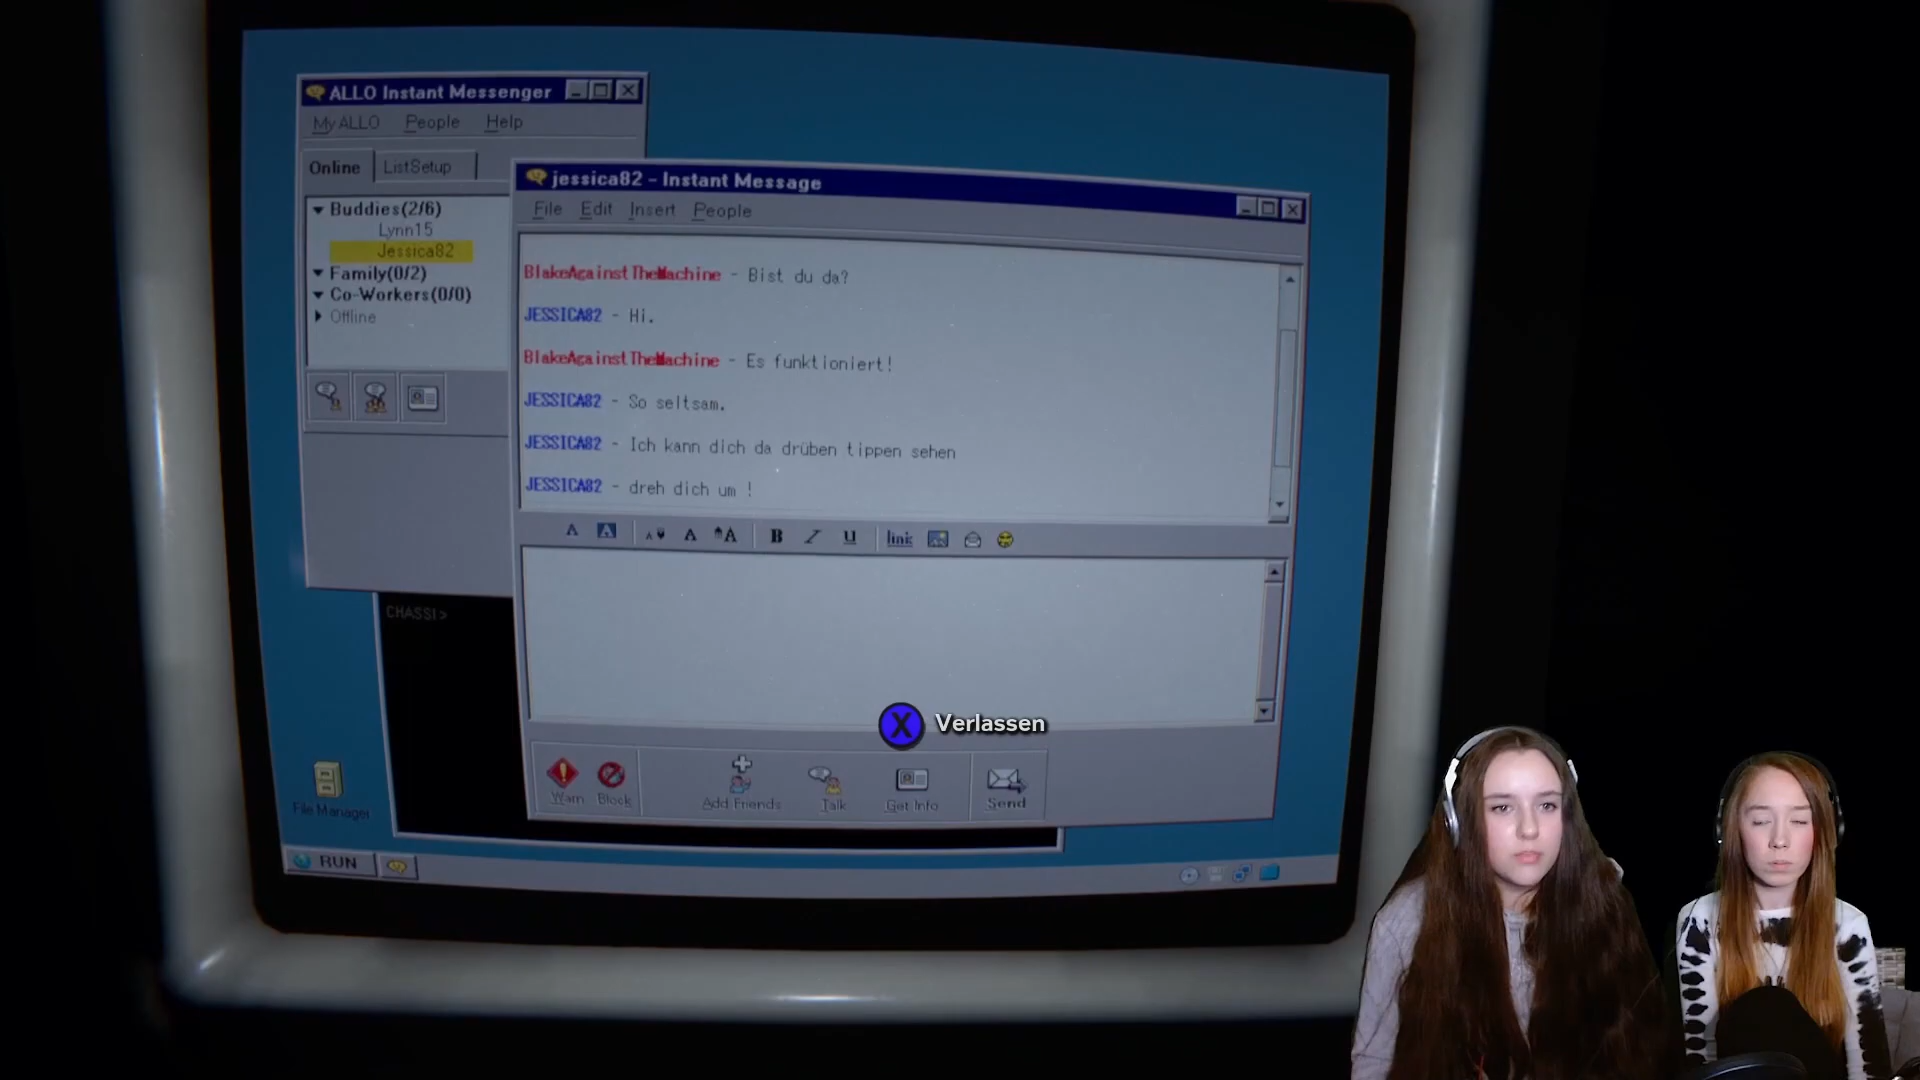 ALLO Instant Messenger
My ALLO People Help
Online ListSetup
Buddies(2/6)
Lynn15
Jessica82
Family(0/2)
Co-Workers(0/0)
Offline
jessica82 - Instant Message
File Edit Insert People
BlakeAgainstTheMachine - Bist du da?
JESSICA82 - Hi.
BlakeAgainstTheMachine - Es funktioniert!
JESSICA82 - So seltsam.
JESSICA82 - Ich kann dich da drüben tippen sehen
JESSICA82 - dreh dich um !
A A A A A B I U link
CHASSI>
X Verlassen
Warn Block Add Friends Talk Get Info Send
File Manager
RUN